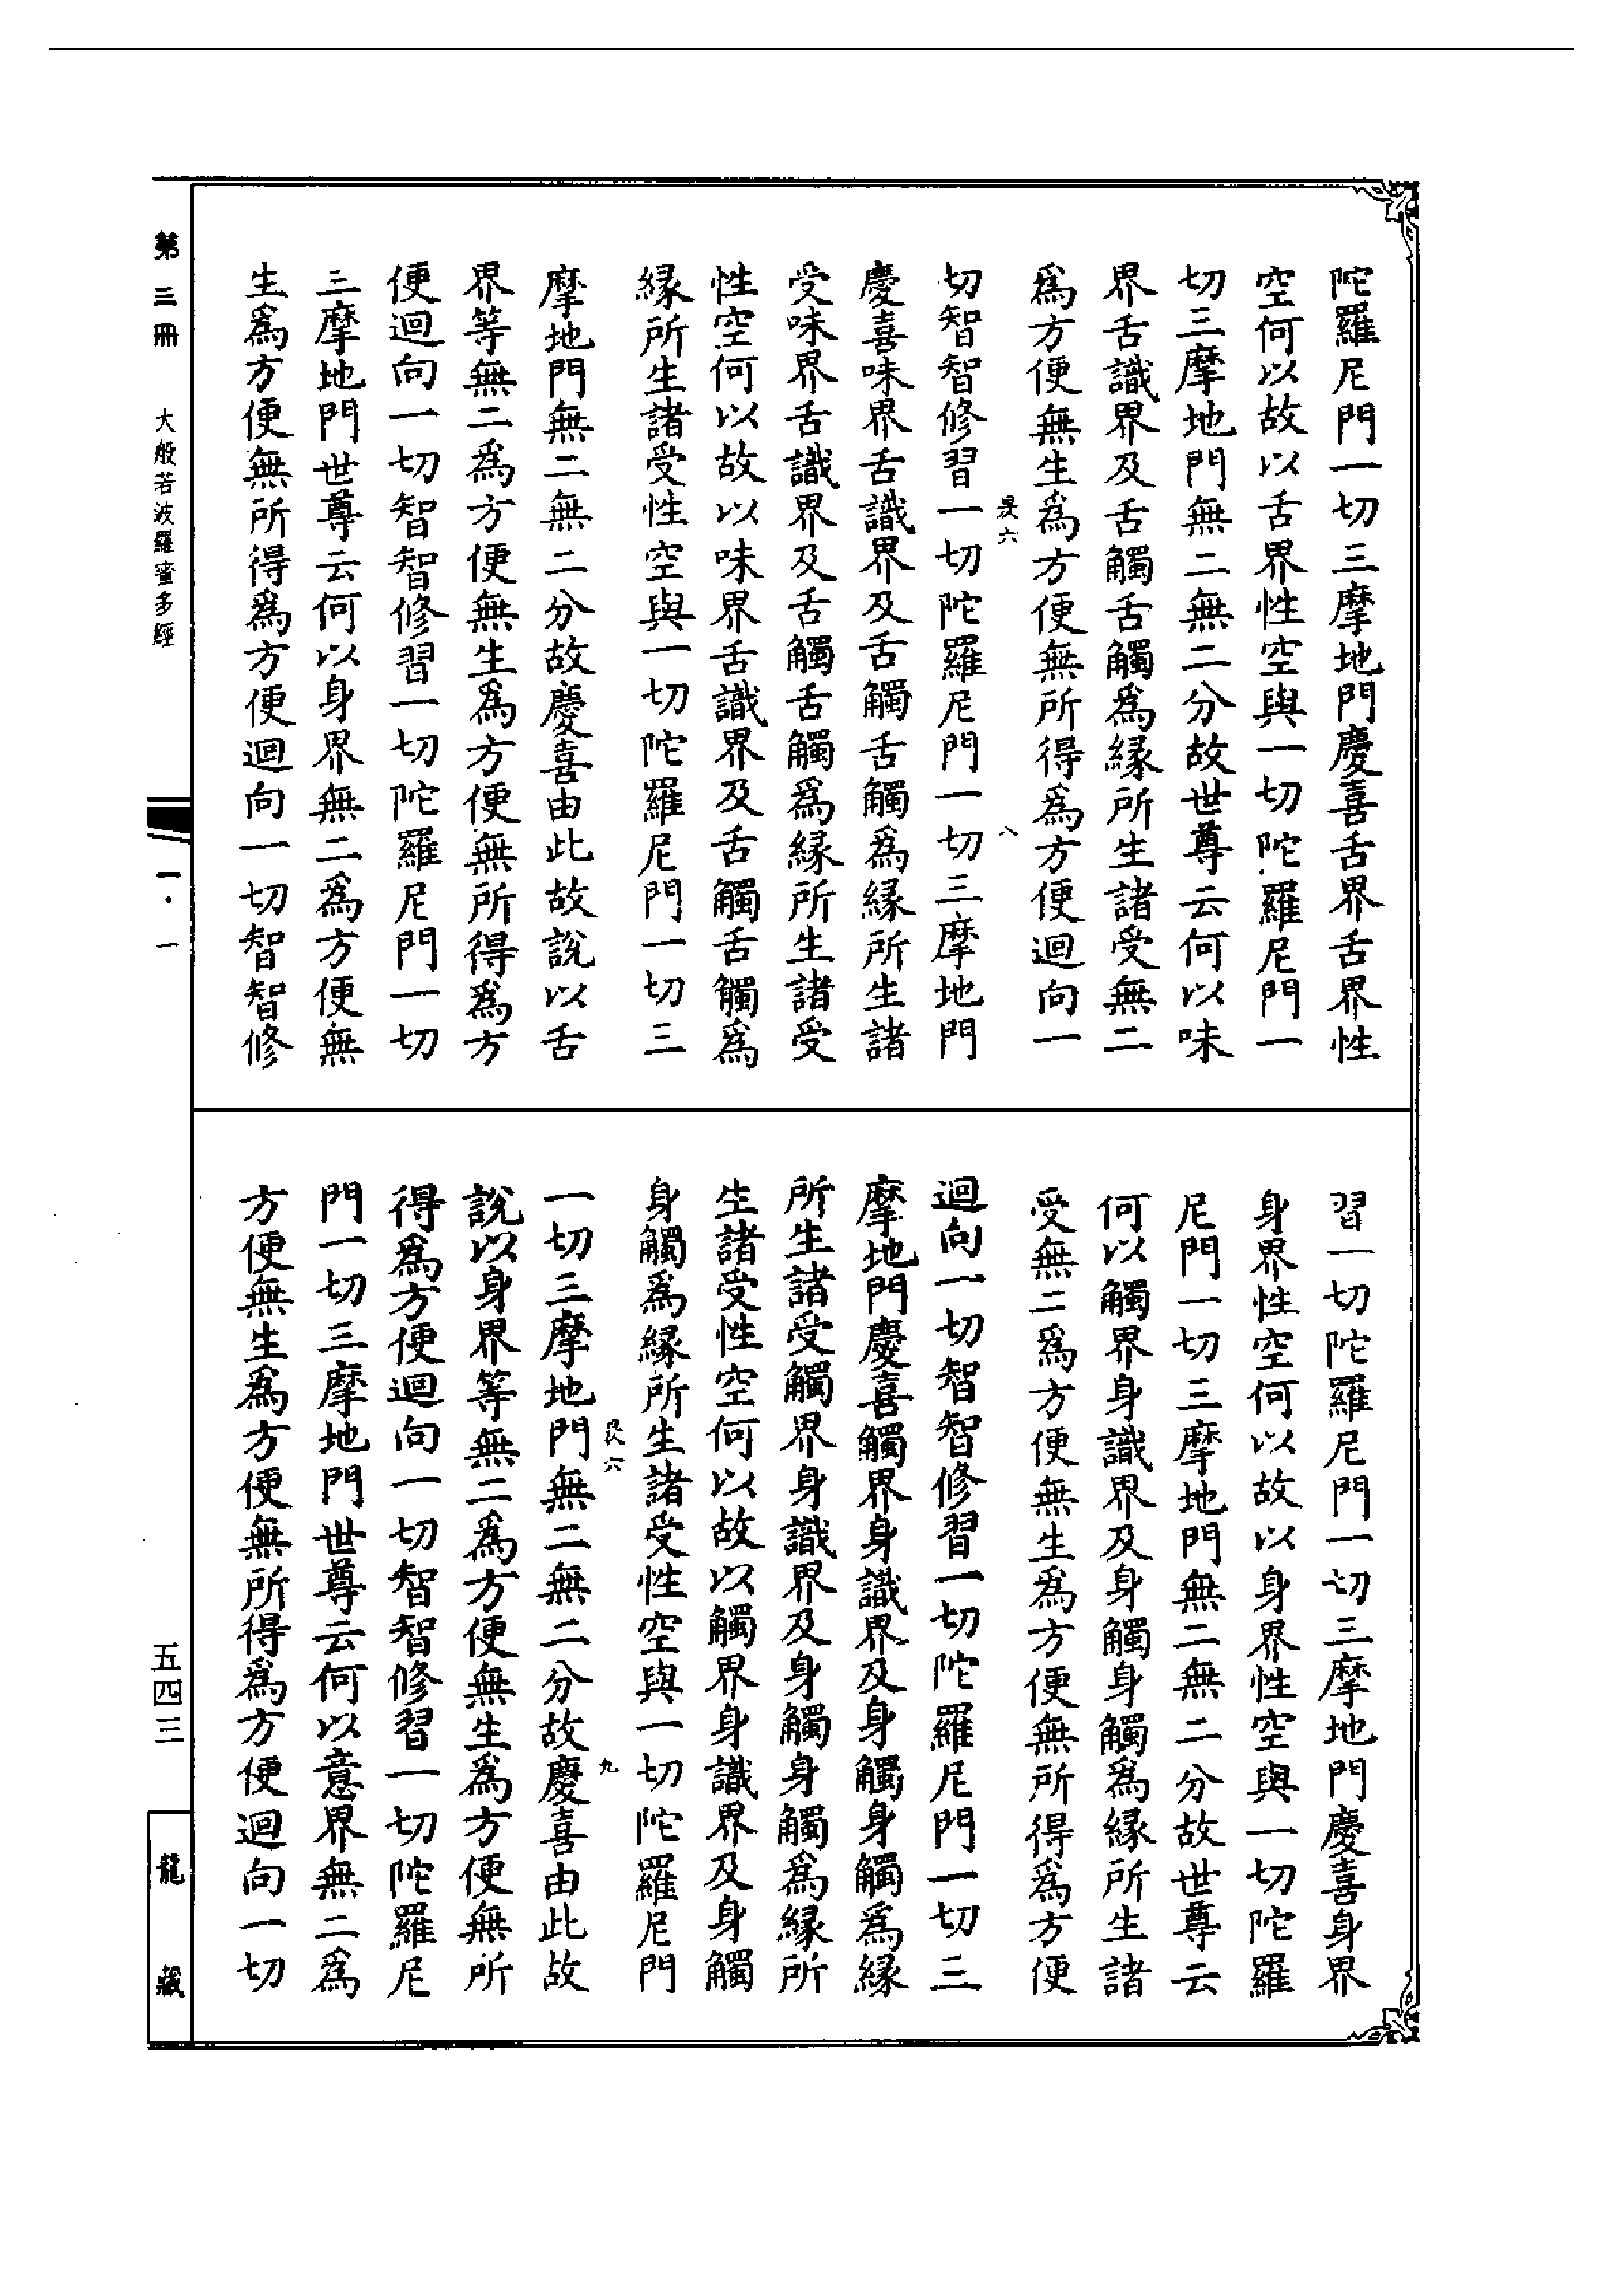 陀羅尼門一切三摩地門慶喜舌界舌界性
空何以故以舌界性空與一切陀羅尼門一
切三摩地門無二無二分故世尊云何以味
界舌識界及舌觸舌觸爲緣所生諸受無二
爲方便無生爲方便無所得爲方便迴向一
六 八
切智智修習一切陀羅尼門一切三摩地門
慶喜味界舌識界及舌觸舌觸爲緣所生諸
受味界舌識界及舌觸舌觸爲緣所生諸受
性空何以故以味界舌識界及舌觸舌觸爲
緣所生諸受性空與一切陀羅尼門一切三
摩地門無二無二分故慶喜由此故說以舌
界等無二爲方便無生爲方便無所得爲方
便迴向一切智智修習一切陀羅尼門一切
三摩地門世尊云何以身界無二爲方便無
生爲方便無所得爲方便迴向一切智智修
習一切陀羅尼門一切三摩地門慶喜身界
身界性空何以故以身界性空與一切陀羅
尼門一切三摩地門無二無二分故世尊云
何以觸界身識界及身觸身觸爲緣所生諸
受無二爲方便無生爲方便無所得爲方便
迴向一切智智修習一切陀羅尼門一切三
摩地門慶喜觸界身識界及身觸身觸爲緣
所生諸受觸界身識界及身觸身觸爲緣所
生諸受性空何以故以觸界身識界及身觸
身觸爲緣所生諸受性空與一切陀羅尼門
六 九
一切三摩地門無二無二分故慶喜由此故
說以身界等無二爲方便無生爲方便無所
得爲方便迴向一切智智修習一切陀羅尼
門一切三摩地門世尊云何以意界無二爲
方便無生爲方便無所得爲方便迴向一切
第三冊 大般若波羅蜜多經 一·一 五四三 龍藏